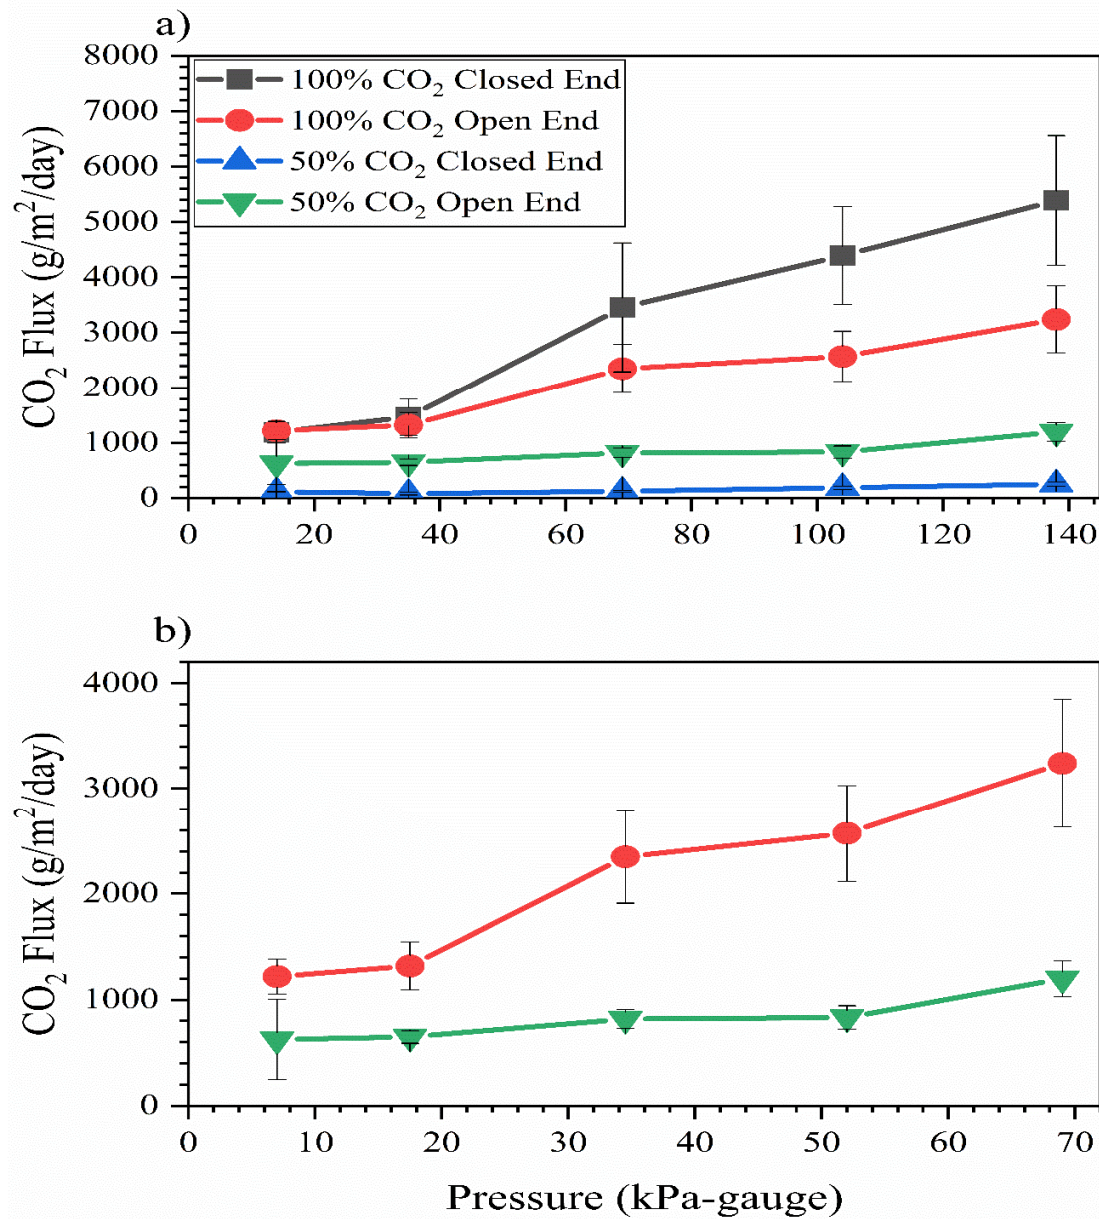 a)
8000
7000
6000
5000
4000
3000
2000
1000
0
CO₂ Flux (g/m²/day)
100% CO₂ Closed End
100% CO₂ Open End
50% CO₂ Closed End
50% CO₂ Open End
0 20 40 60 80 100 120 140
b)
4000
3000
2000
1000
0
CO₂ Flux (g/m²/day)
0 10 20 30 40 50 60 70
Pressure (kPa-gauge)